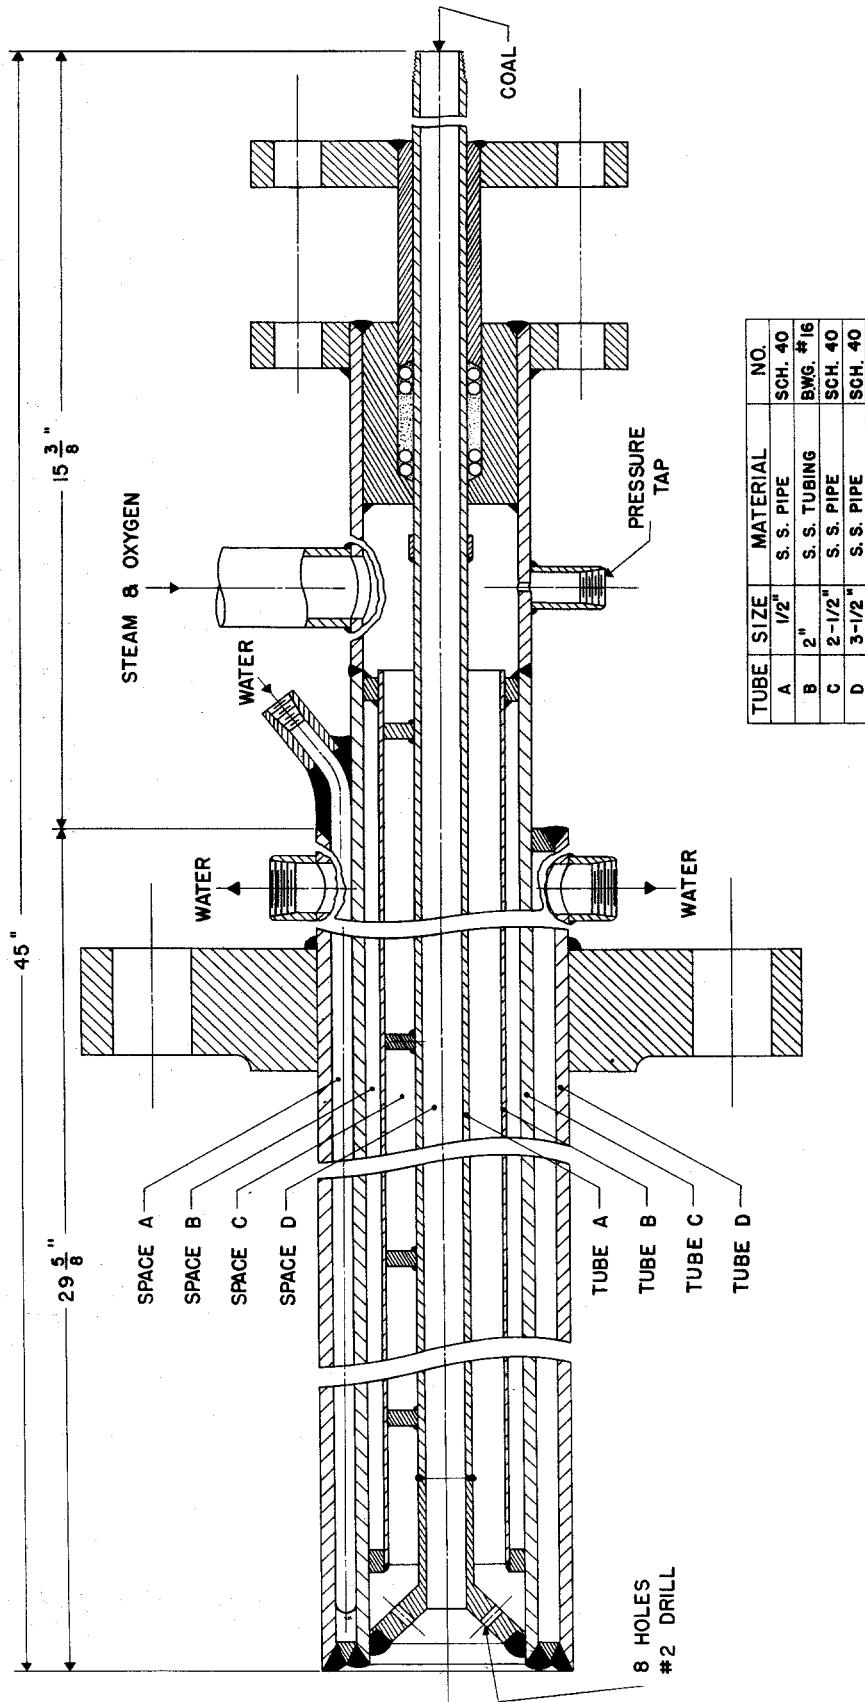 45"
29 5/8"
15 3/8"
STEAM & OXYGEN
WATER
WATER
WATER
COAL
PRESSURE
TAP
SPACE A
SPACE B
SPACE C
SPACE D
TUBE A
TUBE B
TUBE C
TUBE D
8 HOLES
#2 DRILL
TUBE SIZE MATERIAL NO.
A 1/2" S. S. PIPE SCH. 40
B 2" S. S. TUBING B.W.G. #16
C 2-1/2" S. S. PIPE SCH. 40
D 3-1/2" S. S. PIPE SCH. 40